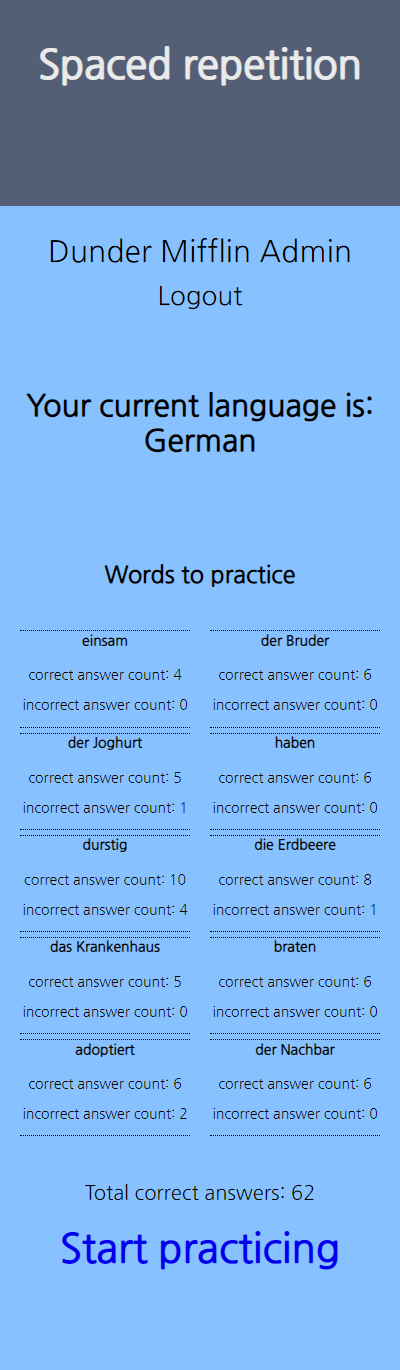 Spaced repetition
Dunder Mifflin Admin
Logout
Your current language is:
German
Words to practice
einsam
correct answer count: 4
incorrect answer count: 0
der Bruder
correct answer count: 6
incorrect answer count: 0
der Joghurt
correct answer count: 5
incorrect answer count: 1
haben
correct answer count: 6
incorrect answer count: 0
durstig
correct answer count: 10
incorrect answer count: 4
die Erdbeere
correct answer count: 8
incorrect answer count: 1
das Krankenhaus
correct answer count: 5
incorrect answer count: 0
braten
correct answer count: 6
incorrect answer count: 0
adoptiert
correct answer count: 6
incorrect answer count: 2
der Nachbar
correct answer count: 6
incorrect answer count: 0
Total correct answers: 62
Start practicing